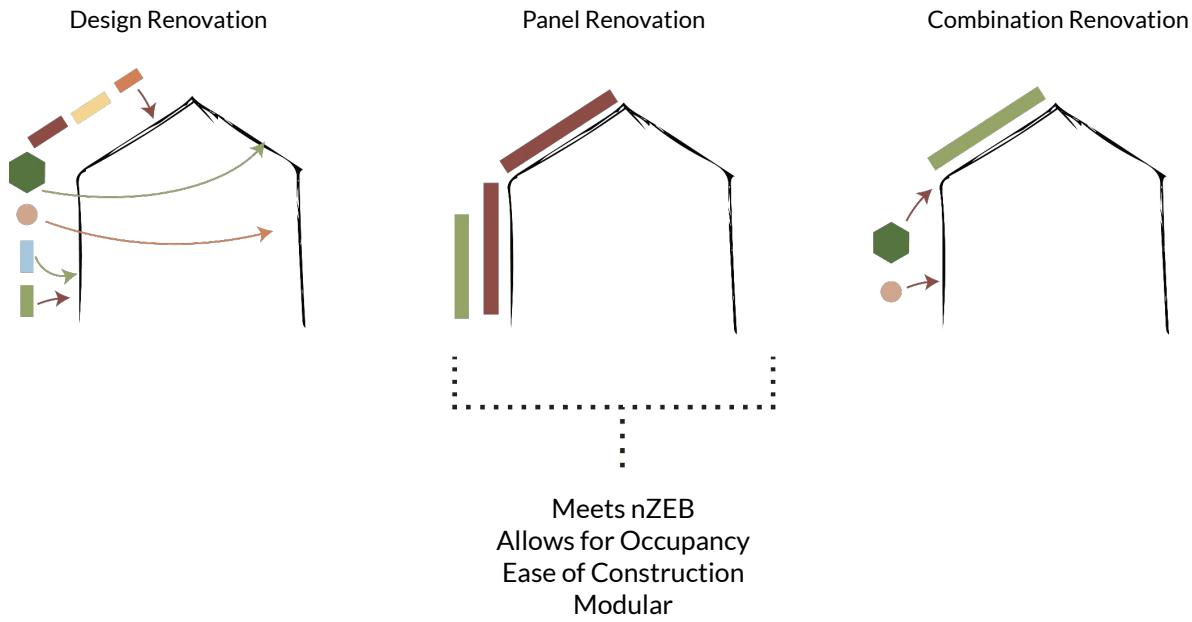 Design Renovation
Panel Renovation
Combination Renovation
Meets nZEB
Allows for Occupancy
Ease of Construction
Modular